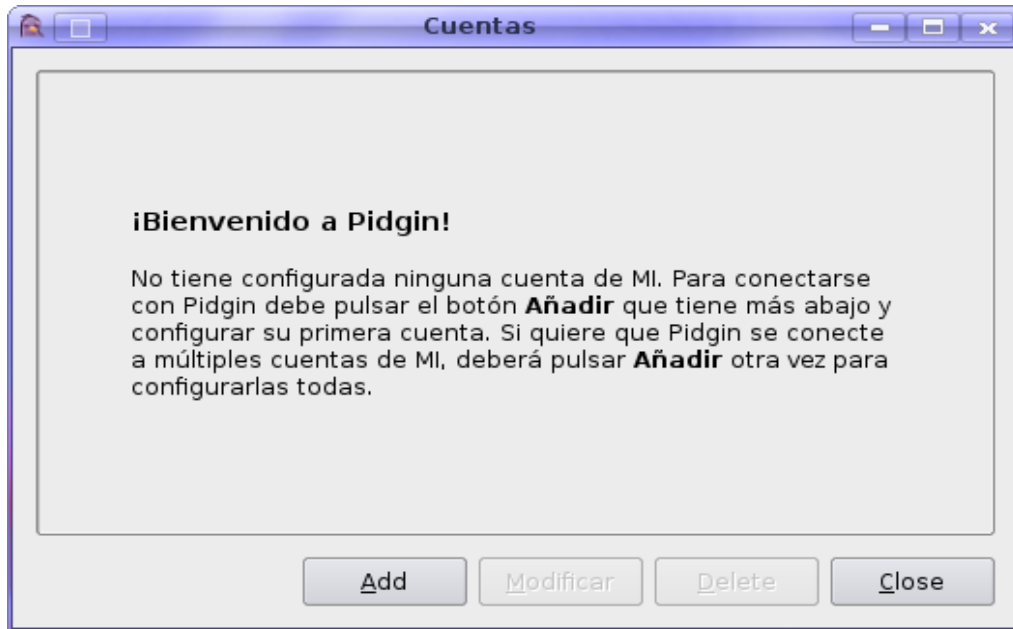 Cuentas
¡Bienvenido a Pidgin!
No tiene configurada ninguna cuenta de MI. Para conectarse
con Pidgin debe pulsar el botón Añadir que tiene más abajo y
configurar su primera cuenta. Si quiere que Pidgin se conecte
a múltiples cuentas de MI, deberá pulsar Añadir otra vez para
configurarlas todas.
Add Modificar Delete Close